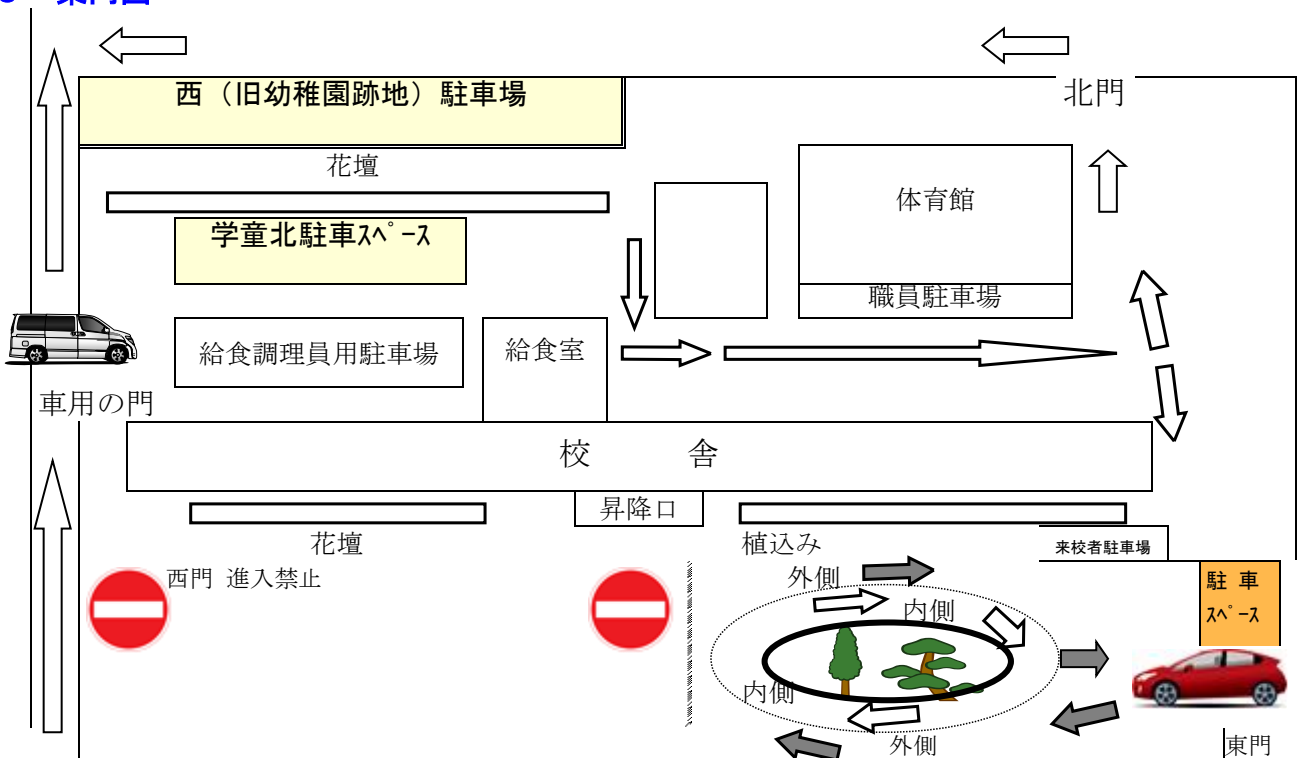 案内図
西（旧幼稚園跡地）駐車場
北門
花壇
体育館
学童北駐車ｽﾍﾟｰｽ
職員駐車場
給食調理員用駐車場
給食室
車用の門
校　　舎
昇降口
花壇
植込み
来校者駐車場
西門 進入禁止
外側
駐 車
ｽﾍﾟｰｽ
内側
内側
外側
東門